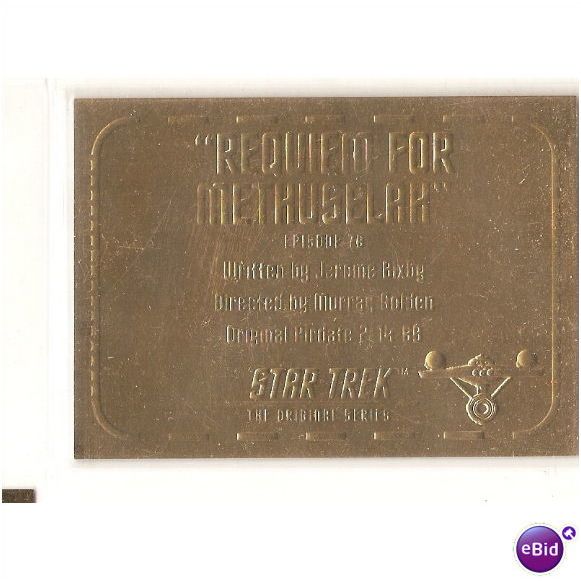 "REQUIEM FOR
METHUSELAH"
EPISODE 76
Written by Jerome Bixby
Directed by Murray Golden
Original Airdate 2 14 69
STAR TREK™
THE ORIGINAL SERIES
eBid